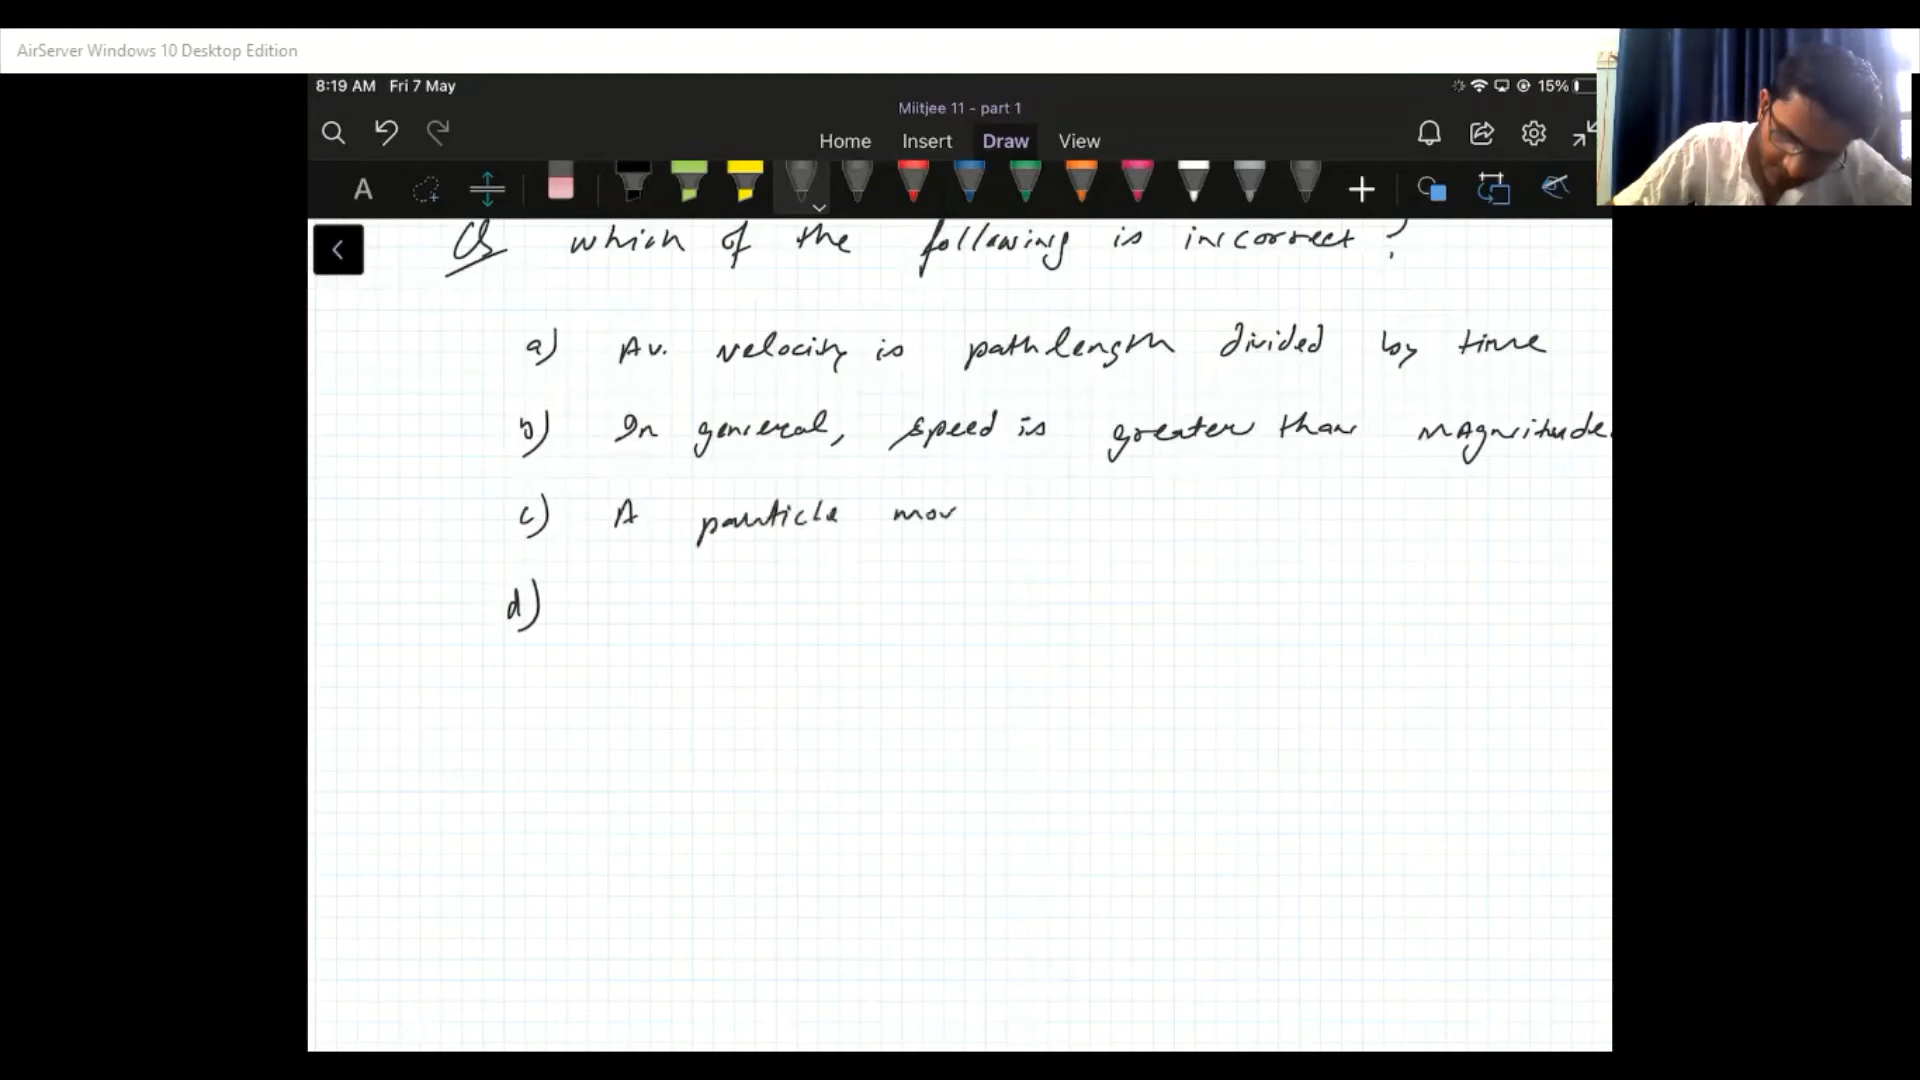 AirServer Windows 10 Desktop Edition
8:19 AM Fri 7 May
15%
Miitjee 11 - part 1
Home Insert Draw View
A
Qs which of the following is incorrect ?
a) Av. velocity is pathlength divided by time
b) In general, speed is greater than magnitude
c) A particle mov
d)